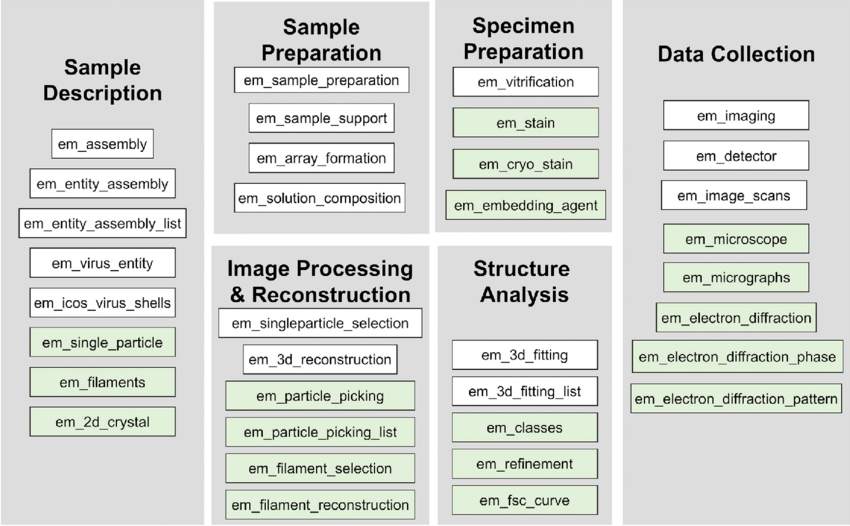 Sample
Description
em_assembly
em_entity_assembly
em_entity_assembly_list
em_virus_entity
em_icos_virus_shells
em_single_particle
em_filaments
em_2d_crystal
Sample
Preparation
em_sample_preparation
em_sample_support
em_array_formation
em_solution_composition
Specimen
Preparation
em_vitrification
em_stain
em_cryo_stain
em_embedding_agent
Image Processing
& Reconstruction
em_singleparticle_selection
em_3d_reconstruction
em_particle_picking
em_particle_picking_list
em_filament_selection
em_filament_reconstruction
Structure
Analysis
em_3d_fitting
em_3d_fitting_list
em_classes
em_refinement
em_fsc_curve
Data Collection
em_imaging
em_detector
em_image_scans
em_microscope
em_micrographs
em_electron_diffraction
em_electron_diffraction_phase
em_electron_diffraction_pattern